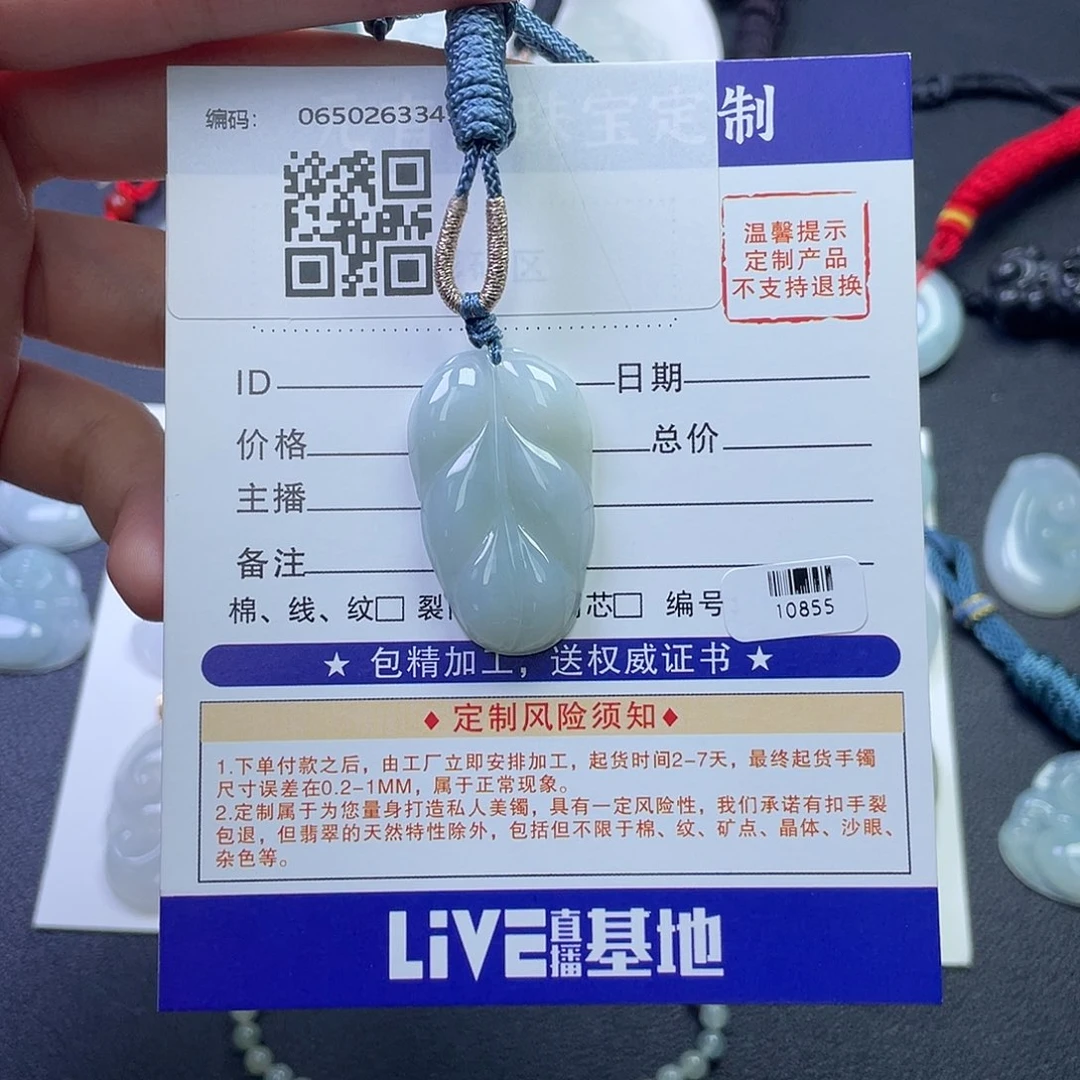 编码： 065026334
珠宝定制
温馨提示
定制产品
不支持退换
ID 日期
价格 总价
主播
备注
棉、线、纹□ 裂 芯□ 编号
10855
★ 包精加工，送权威证书 ★
♦ 定制风险须知♦
1.下单付款之后，由工厂立即安排加工，起货时间2-7天，最终起货手镯
尺寸误差在0.2-1MM，属于正常现象。
2.定制属于为您量身打造私人美镯，具有一定风险性，我们承诺有扣手裂
包退，但翡翠的天然特性除外，包括但不限于棉、纹、矿点、晶体、沙眼、
杂色等。
LiVE直播基地